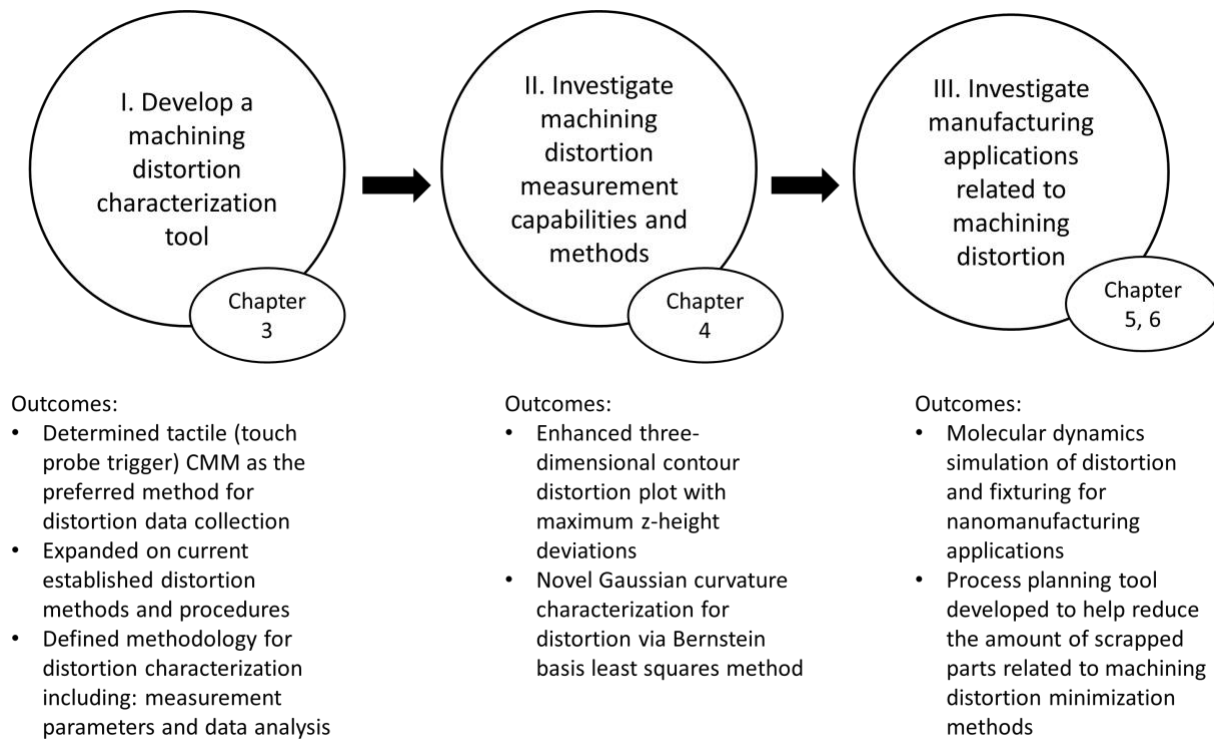 I. Develop a
machining
distortion
characterization
tool
Chapter
3
II. Investigate
machining
distortion
measurement
capabilities and
methods
Chapter
4
III. Investigate
manufacturing
applications
related to
machining
distortion
Chapter
5, 6
Outcomes:
• Determined tactile (touch
probe trigger) CMM as the
preferred method for
distortion data collection
• Expanded on current
established distortion
methods and procedures
• Defined methodology for
distortion characterization
including: measurement
parameters and data analysis
Outcomes:
• Enhanced three-
dimensional contour
distortion plot with
maximum z-height
deviations
• Novel Gaussian curvature
characterization for
distortion via Bernstein
basis least squares method
Outcomes:
• Molecular dynamics
simulation of distortion
and fixturing for
nanomanufacturing
applications
• Process planning tool
developed to help reduce
the amount of scrapped
parts related to machining
distortion minimization
methods